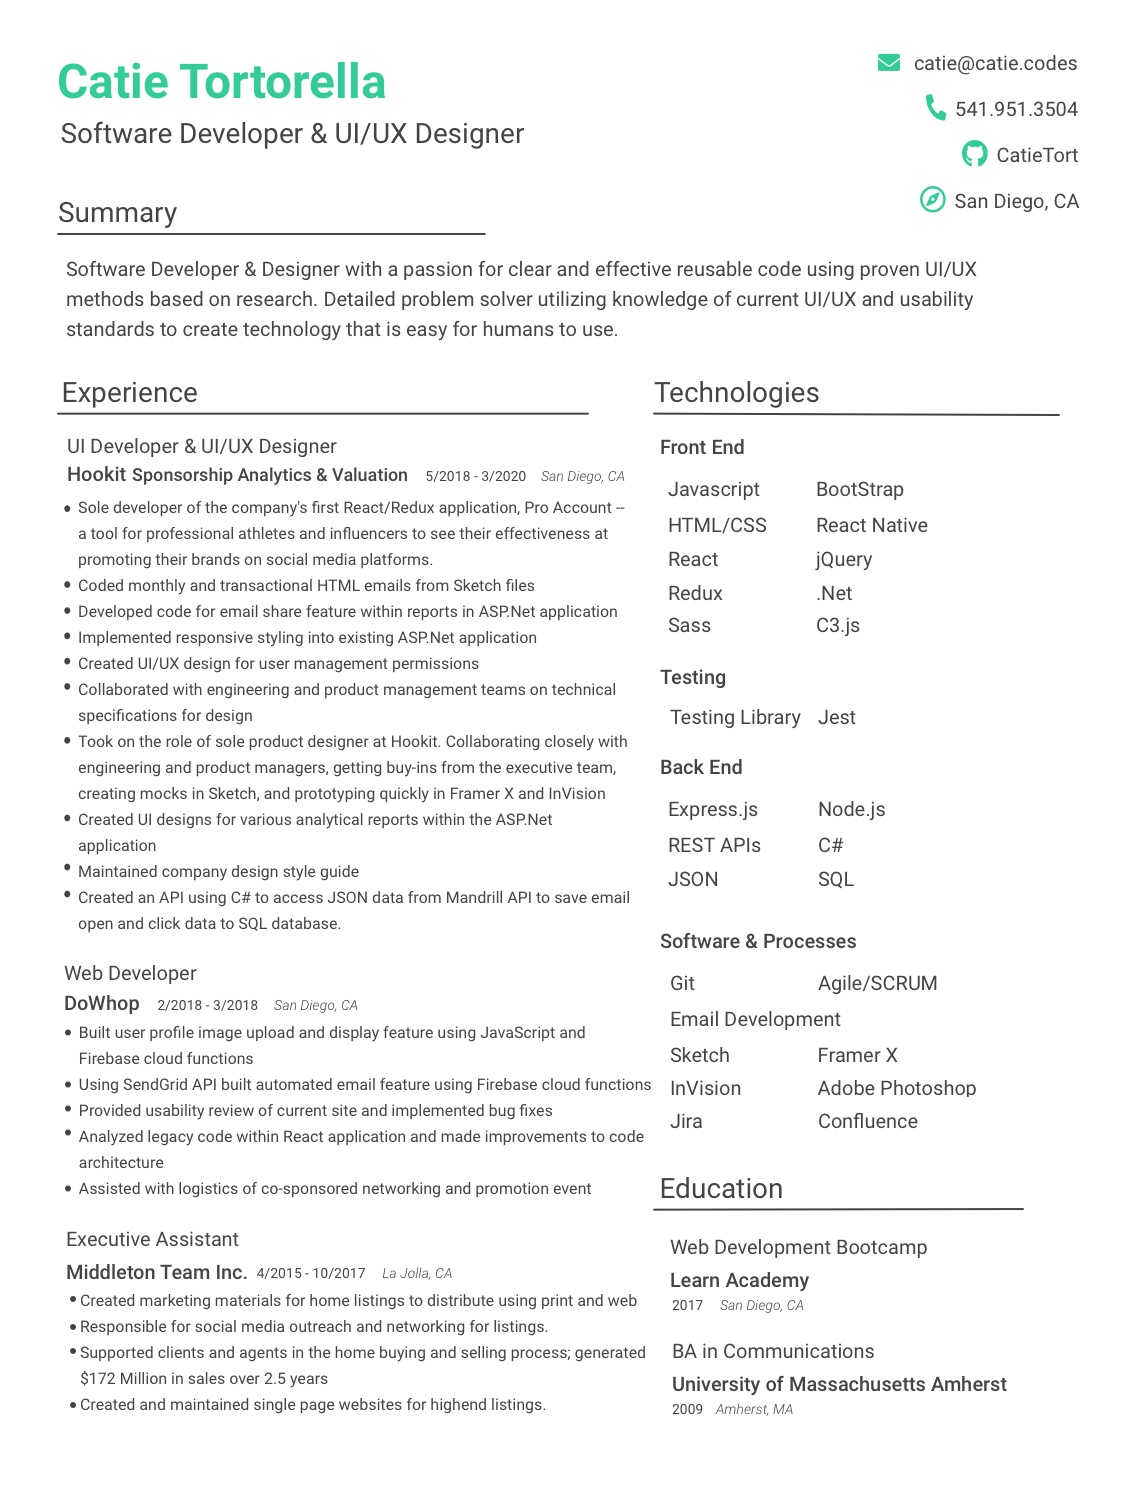 Catie Tortorella
Software Developer & UI/UX Designer
catie@catie.codes
541.951.3504
CatieTort
San Diego, CA
Summary
Software Developer & Designer with a passion for clear and effective reusable code using proven UI/UX
methods based on research. Detailed problem solver utilizing knowledge of current UI/UX and usability
standards to create technology that is easy for humans to use.
Experience
UI Developer & UI/UX Designer
Hookit Sponsorship Analytics & Valuation 5/2018 - 3/2020 San Diego, CA
• Sole developer of the company's first React/Redux application, Pro Account --
a tool for professional athletes and influencers to see their effectiveness at
promoting their brands on social media platforms.
• Coded monthly and transactional HTML emails from Sketch files
• Developed code for email share feature within reports in ASP.Net application
• Implemented responsive styling into existing ASP.Net application
• Created UI/UX design for user management permissions
• Collaborated with engineering and product management teams on technical
specifications for design
• Took on the role of sole product designer at Hookit. Collaborating closely with
engineering and product managers, getting buy-ins from the executive team,
creating mocks in Sketch, and prototyping quickly in Framer X and InVision
• Created UI designs for various analytical reports within the ASP.Net
application
• Maintained company design style guide
• Created an API using C# to access JSON data from Mandrill API to save email
open and click data to SQL database.
Web Developer
DoWhop 2/2018 - 3/2018 San Diego, CA
• Built user profile image upload and display feature using JavaScript and
Firebase cloud functions
• Using SendGrid API built automated email feature using Firebase cloud functions
• Provided usability review of current site and implemented bug fixes
• Analyzed legacy code within React application and made improvements to code
architecture
• Assisted with logistics of co-sponsored networking and promotion event
Executive Assistant
Middleton Team Inc. 4/2015 - 10/2017 La Jolla, CA
• Created marketing materials for home listings to distribute using print and web
• Responsible for social media outreach and networking for listings.
• Supported clients and agents in the home buying and selling process; generated
$172 Million in sales over 2.5 years
• Created and maintained single page websites for highend listings.
Technologies
Front End
Javascript BootStrap
HTML/CSS React Native
React jQuery
Redux .Net
Sass C3.js
Testing
Testing Library Jest
Back End
Express.js Node.js
REST APIs C#
JSON SQL
Software & Processes
Git Agile/SCRUM
Email Development
Sketch Framer X
InVision Adobe Photoshop
Jira Confluence
Education
Web Development Bootcamp
Learn Academy
2017 San Diego, CA
BA in Communications
University of Massachusetts Amherst
2009 Amherst, MA